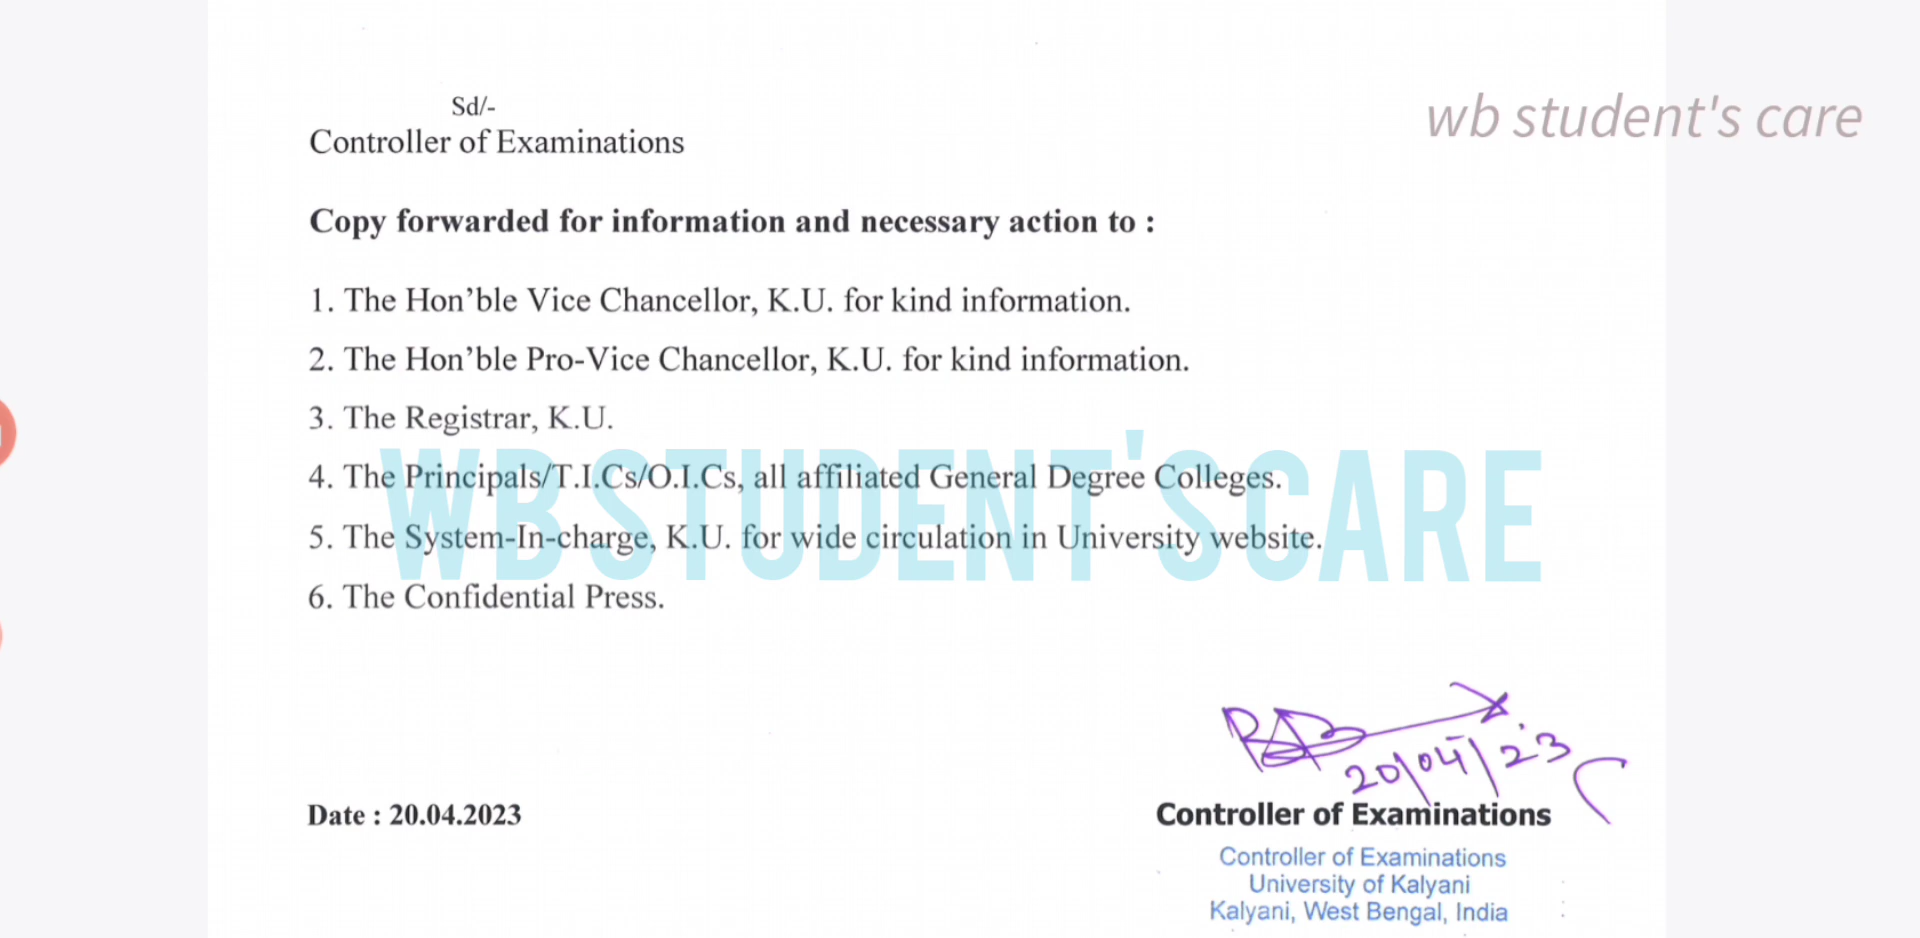 wb student's care
Sd/-
Controller of Examinations
Copy forwarded for information and necessary action to :
1. The Hon’ble Vice Chancellor, K.U. for kind information.
2. The Hon’ble Pro-Vice Chancellor, K.U. for kind information.
3. The Registrar, K.U.
4. The Principals/T.I.Cs/O.I.Cs, all affiliated General Degree Colleges.
5. The System-In-charge, K.U. for wide circulation in University website.
6. The Confidential Press.
WB STUDENT'S CARE
20/04/23
Date : 20.04.2023
Controller of Examinations
Controller of Examinations
University of Kalyani
Kalyani, West Bengal, India